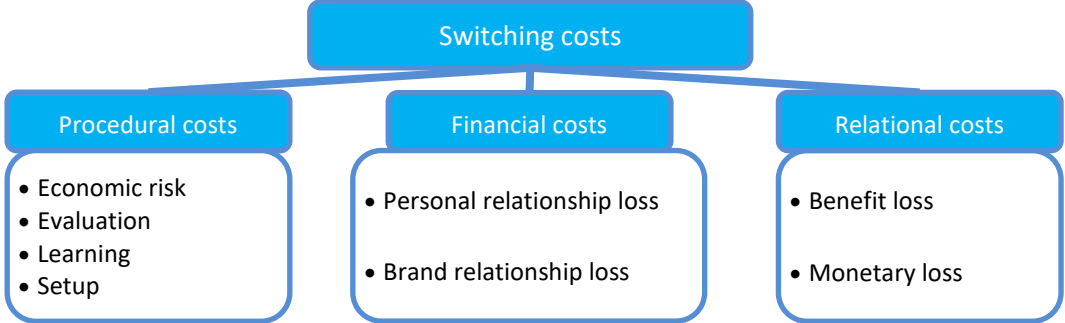 Switching costs
Procedural costs
• Economic risk
• Evaluation
• Learning
• Setup
Financial costs
• Personal relationship loss
• Brand relationship loss
Relational costs
• Benefit loss
• Monetary loss